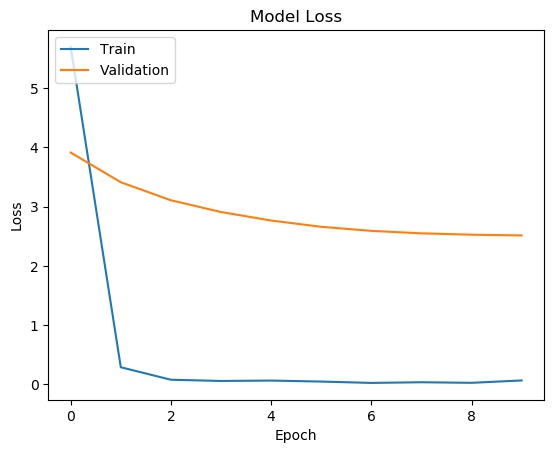 Model Loss
Train
Validation
5
4
3
2
1
0
Loss
0 2 4 6 8
Epoch